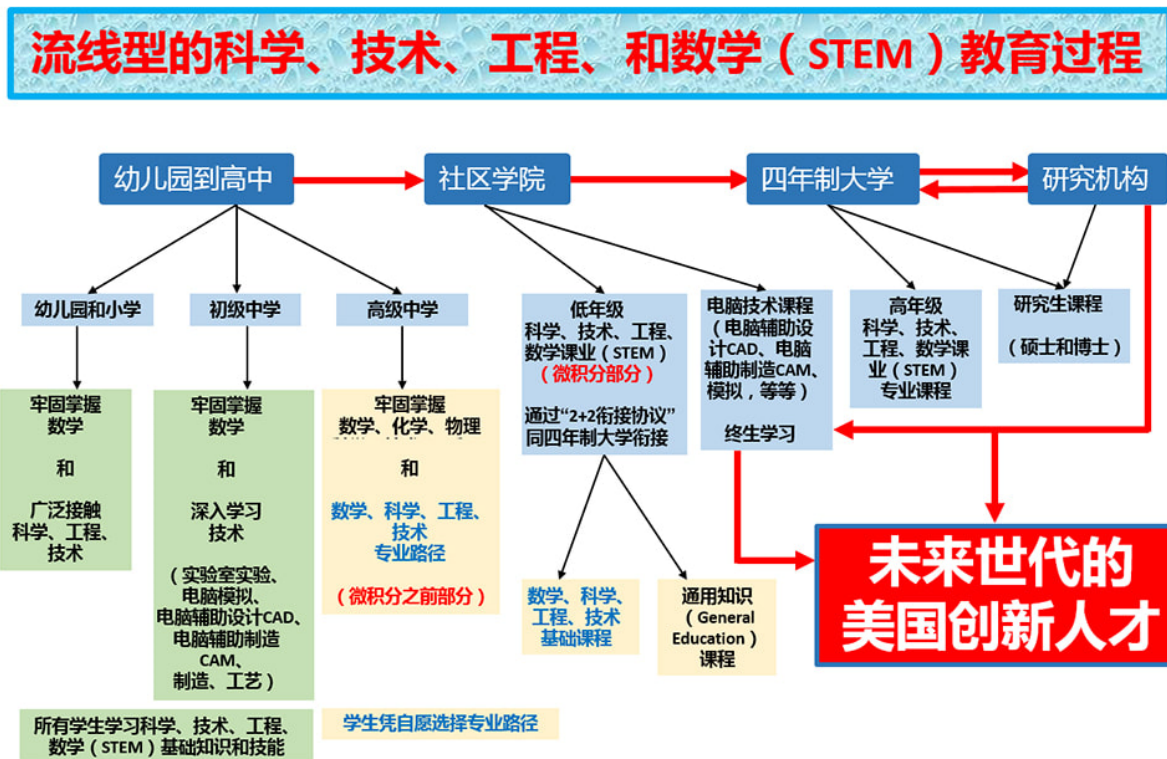 流线型的科学、技术、工程、和数学（STEM）教育过程
幼儿园到高中
社区学院
四年制大学
研究机构
幼儿园和小学
初级中学
高级中学
低年级
科学、技术、工程、
数学课业（STEM）
（微积分部分）
通过“2+2衔接协议”
同四年制大学衔接
电脑技术课程
（电脑辅助设
计CAD、电脑
辅助制造CAM、
模拟，等等）
终生学习
高年级
科学、技术、
工程、数学课
业（STEM）
专业课程
研究生课程
（硕士和博士）
牢固掌握
数学
和
广泛接触
科学、工程、
技术
牢固掌握
数学
和
深入学习
技术
（实验室实验、
电脑模拟、
电脑辅助设计CAD、
电脑辅助制造
CAM、
制造、工艺）
牢固掌握
数学、化学、物理
和
数学、科学、工程、
技术
专业路径
（微积分之前部分）
数学、科学、
工程、技术
基础课程
通用知识
（General
Education）
课程
未来世代的
美国创新人才
所有学生学习科学、技术、工程、
数学（STEM）基础知识和技能
学生凭自愿选择专业路径